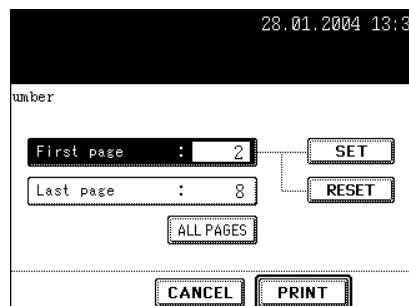 28.01.2004 13:3
umber
First page : 2 SET
Last page : 8 RESET
ALL PAGES
CANCEL PRINT